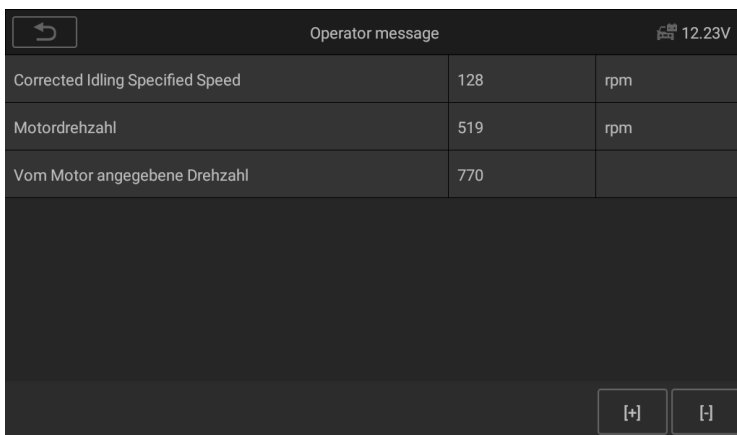 Operator message
12.23V
Corrected Idling Specified Speed 128 rpm
Motordrehzahl 519 rpm
Vom Motor angegebene Drehzahl 770
[+] [-]